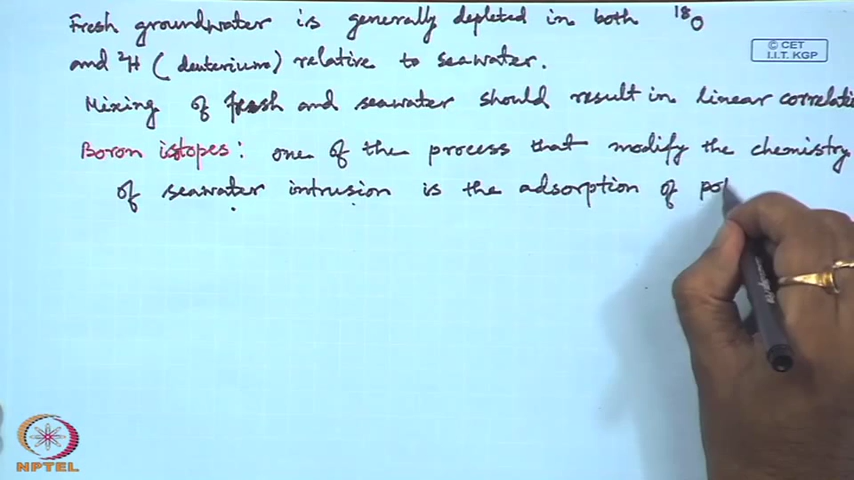 Fresh groundwater is generally depleted in both ¹⁸O
and ²H (deuterium) relative to seawater.
© CET
I.I.T. KGP
Mixing of fresh and seawater should result in linear correlati
Boron istopes: one of the process that modify the chemistry
of seawater intrusion is the adsorption of po
NPTEL